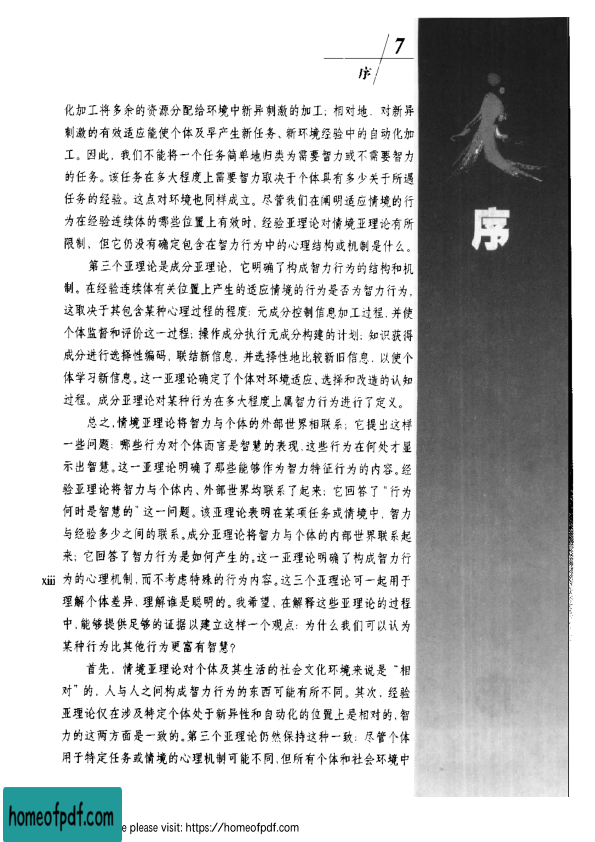 7
序
化加工将多余的资源分配给环境中新异刺激的加工；相对地，对新异
刺激的有效适应能使个体及早产生新任务、新环境经验中的自动化加
工。因此，我们不能将一个任务简单地归类为需要智力或不需要智力
的任务。该任务在多大程度上需要智力取决于个体具有多少关于所遇
任务的经验。这点对环境也同样成立。尽管我们在阐明适应情境的行
为在经验连续体的哪些位置上有效时，经验亚理论对情境亚理论有所
限制，但它仍没有确定包含在智力行为中的心理结构或机制是什么。
第三个亚理论是成分亚理论，它明确了构成智力行为的结构和机
制。在经验连续体有关位置上产生的适应情境的行为是否为智力行为，
这取决于其包含某种心理过程的程度：元成分控制信息加工过程，并使
个体监督和评价这一过程；操作成分执行元成分构建的计划；知识获得
成分进行选择性编码，联结新信息，并选择性地比较新旧信息，以使个
体学习新信息。这一亚理论确定了个体对环境适应、选择和改造的认知
过程。成分亚理论对某种行为在多大程度上属智力行为进行了定义。
总之，情境亚理论将智力与个体的外部世界相联系；它提出这样
一些问题：哪些行为对个体而言是智慧的表现，这些行为在何处才显
示出智慧。这一亚理论明确了那些能够作为智力特征行为的内容。经
验亚理论将智力与个体内、外部世界均联系了起来；它回答了“行为
何时是智慧的”这一问题。该亚理论表明在某项任务或情境中，智力
与经验多少之间的联系。成分亚理论将智力与个体的内部世界联系起
来；它回答了智力行为是如何产生的。这一亚理论明确了构成智力行
xiii 为的心理机制，而不考虑特殊的行为内容。这三个亚理论可一起用于
理解个体差异，理解谁是聪明的。我希望，在解释这些亚理论的过程
中，能够提供足够的证据以建立这样一个观点：为什么我们可以认为
某种行为比其他行为更富有智慧？
首先，情境亚理论对个体及其生活的社会文化环境来说是“相
对”的，人与人之间构成智力行为的东西可能有所不同。其次，经验
亚理论仅在涉及特定个体处于新异性和自动化的位置上是相对的，智
力的这两方面是一致的。第三个亚理论仍然保持这种一致：尽管个体
用于特定任务或情境的心理机制可能不同，但所有个体和社会环境中
序
homeofpdf.com
e please visit: https://homeofpdf.com